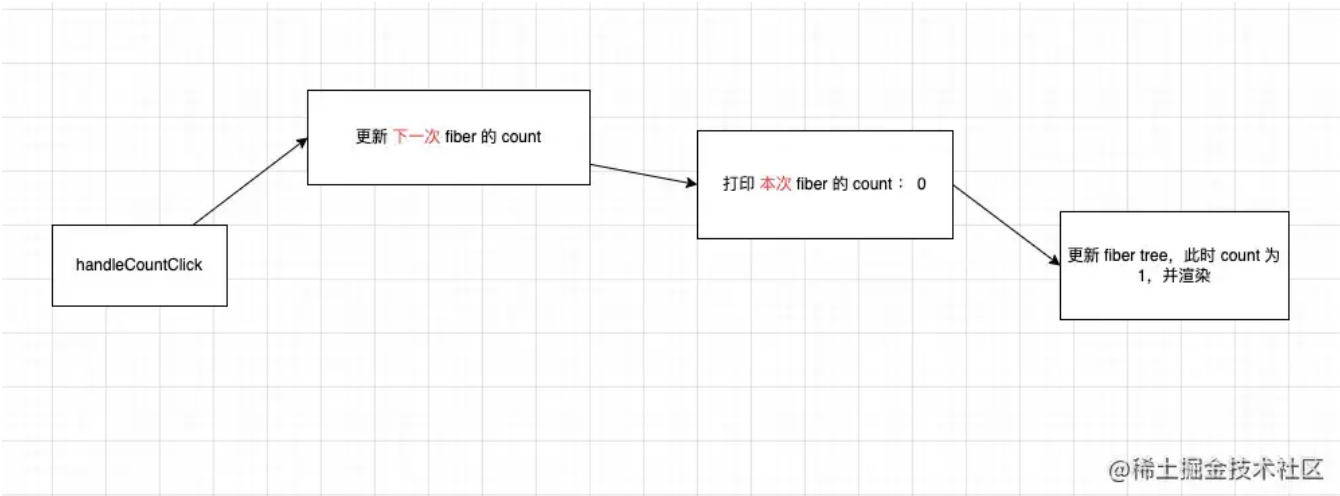 handleCountClick
更新 下一次 fiber 的 count
打印 本次 fiber 的 count： 0
更新 fiber tree，此时 count 为
1，并渲染
@稀土掘金技术社区